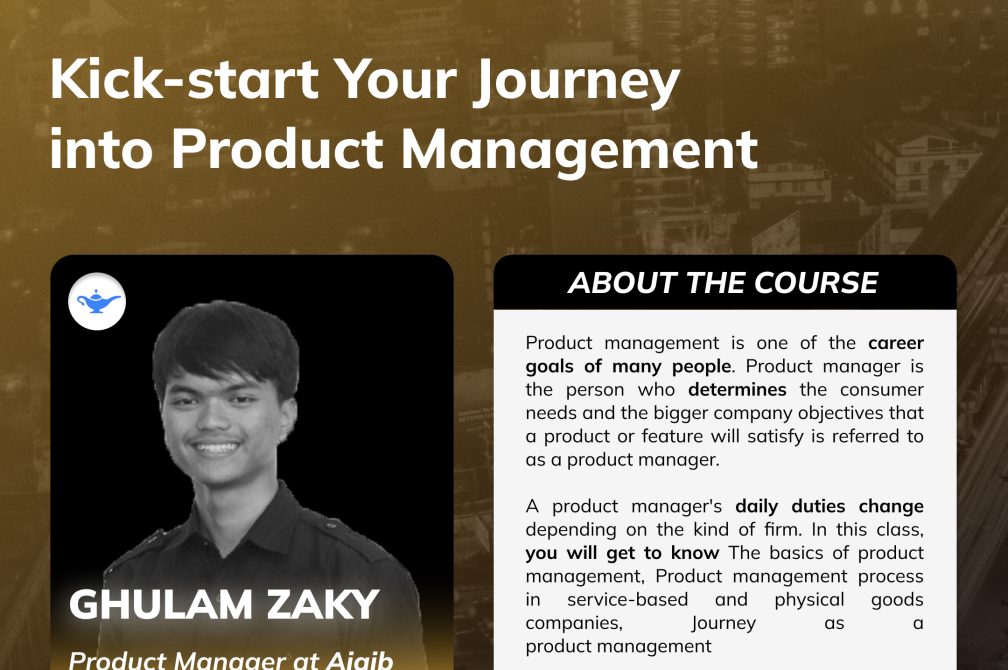 Kick-start Your Journey
into Product Management
GHULAM ZAKY
Product Manager at Ajaib
ABOUT THE COURSE
Product management is one of the career
goals of many people. Product manager is
the person who determines the consumer
needs and the bigger company objectives that
a product or feature will satisfy is referred to
as a product manager.
A product manager's daily duties change
depending on the kind of firm. In this class,
you will get to know The basics of product
management, Product management process
in service-based and physical goods
companies, Journey as a
product management